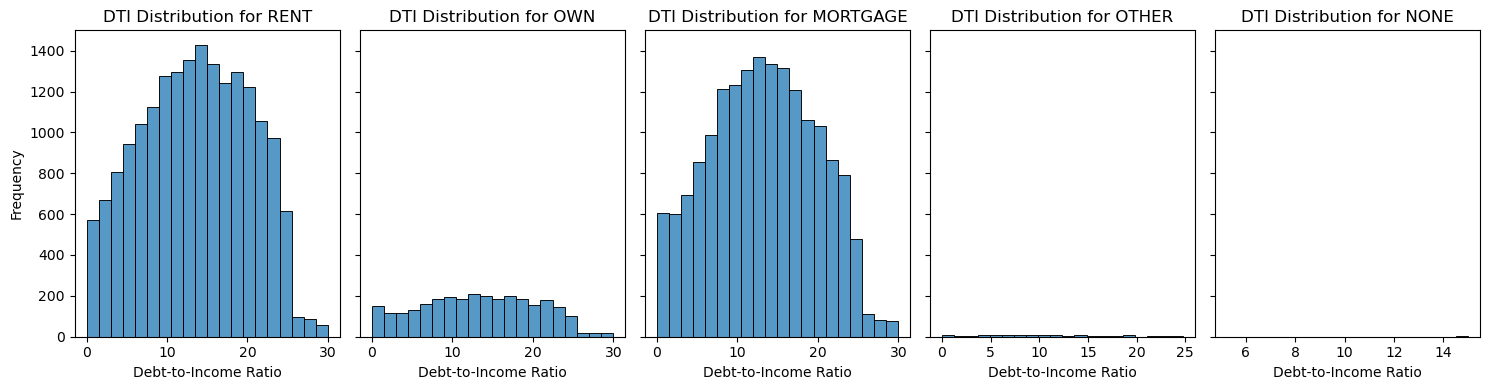 DTI Distribution for RENT
DTI Distribution for OWN
DTI Distribution for MORTGAGE
DTI Distribution for OTHER
DTI Distribution for NONE
Frequency
1400
1200
1000
800
600
400
200
0
0 10 20 30
0 10 20 30
0 10 20 30
0 5 10 15 20 25
6 8 10 12 14
Debt-to-Income Ratio
Debt-to-Income Ratio
Debt-to-Income Ratio
Debt-to-Income Ratio
Debt-to-Income Ratio